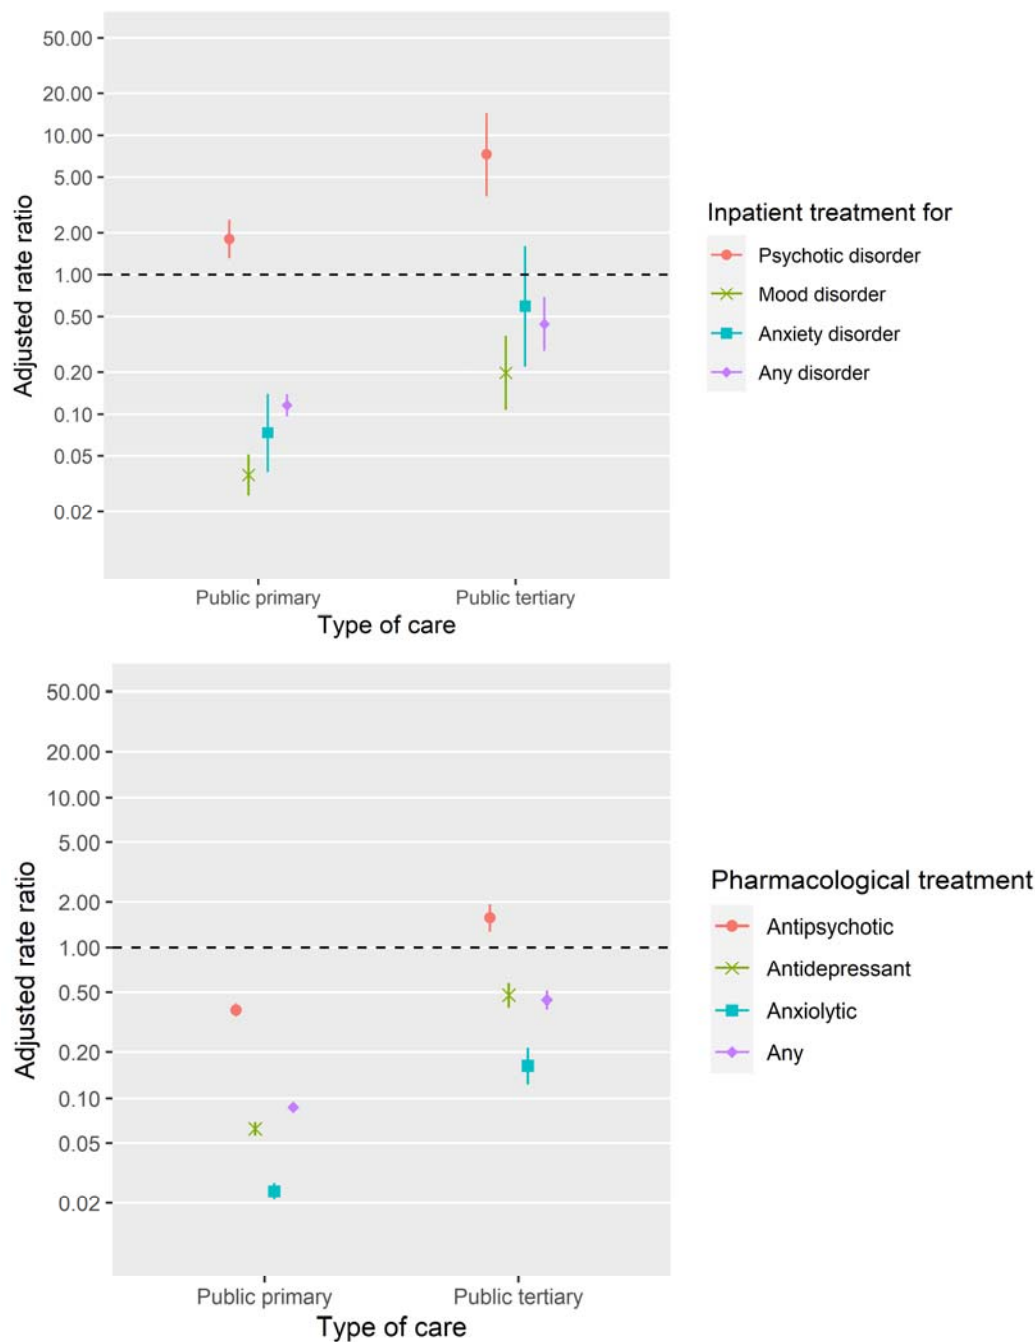 50.00
20.00
10.00
5.00
2.00
1.00
0.50
0.20
0.10
0.05
0.02
Adjusted rate ratio
Public primary
Public tertiary
Type of care
Inpatient treatment for
Psychotic disorder
Mood disorder
Anxiety disorder
Any disorder
50.00
20.00
10.00
5.00
2.00
1.00
0.50
0.20
0.10
0.05
0.02
Adjusted rate ratio
Public primary
Public tertiary
Type of care
Pharmacological treatment
Antipsychotic
Antidepressant
Anxiolytic
Any